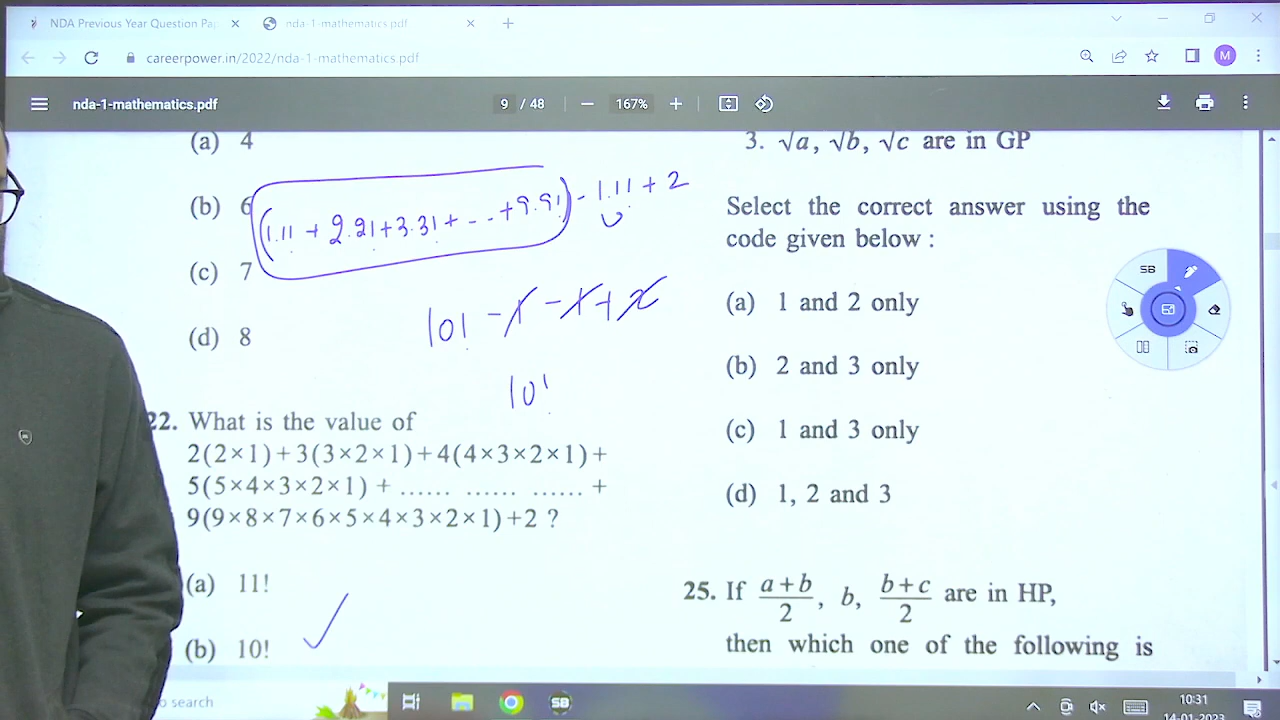 NDA Previous Year Question Pa
nda-1-mathematics.pdf
careerpower.in/2022/nda-1-mathematics.pdf
M
nda-1-mathematics.pdf
9 / 48
167%
(a) 4
(b) 6
(c) 7
(d) 8
(1.1! + 2.2! + 3.3! + - - + 9.9!) - 1.1! + 2
10! - 1 - 1 + 2
10!
22. What is the value of
2(2×1)+3(3×2×1)+4(4×3×2×1)+
5(5×4×3×2×1) + ...... ...... ...... +
9(9×8×7×6×5×4×3×2×1)+2 ?
(a) 11!
(b) 10!
3. √a, √b, √c are in GP
Select the correct answer using the
code given below :
(a) 1 and 2 only
(b) 2 and 3 only
(c) 1 and 3 only
(d) 1, 2 and 3
25. If (a+b)/2, b, (b+c)/2 are in HP,
then which one of the following is
SB
search
SB
10:31
14-01-2023